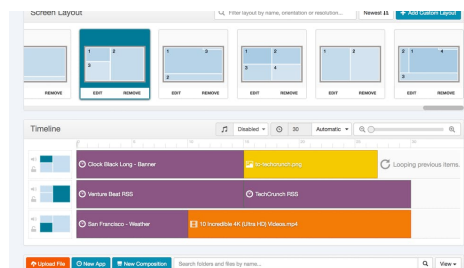 Screen Layout
Filter layout by name, orientation or resolution...
Newest
+ Add Custom Layout
1 2 3
1 3 2
1 2 3 4
1 2
2 1 4 3
REMOVE
EDIT REMOVE
EDIT REMOVE
EDIT REMOVE
EDIT REMOVE
EDIT REMOVE
Timeline
Disabled
30
Automatic
Clock Black Long - Banner
Looping previous items.
Venture Beat RSS
TechCrunch RSS
San Francisco - Weather
10 Incredible 4K (Ultra HD) Videos.mp4
Upload File
New App
New Composition
Search folders and files by name...
View